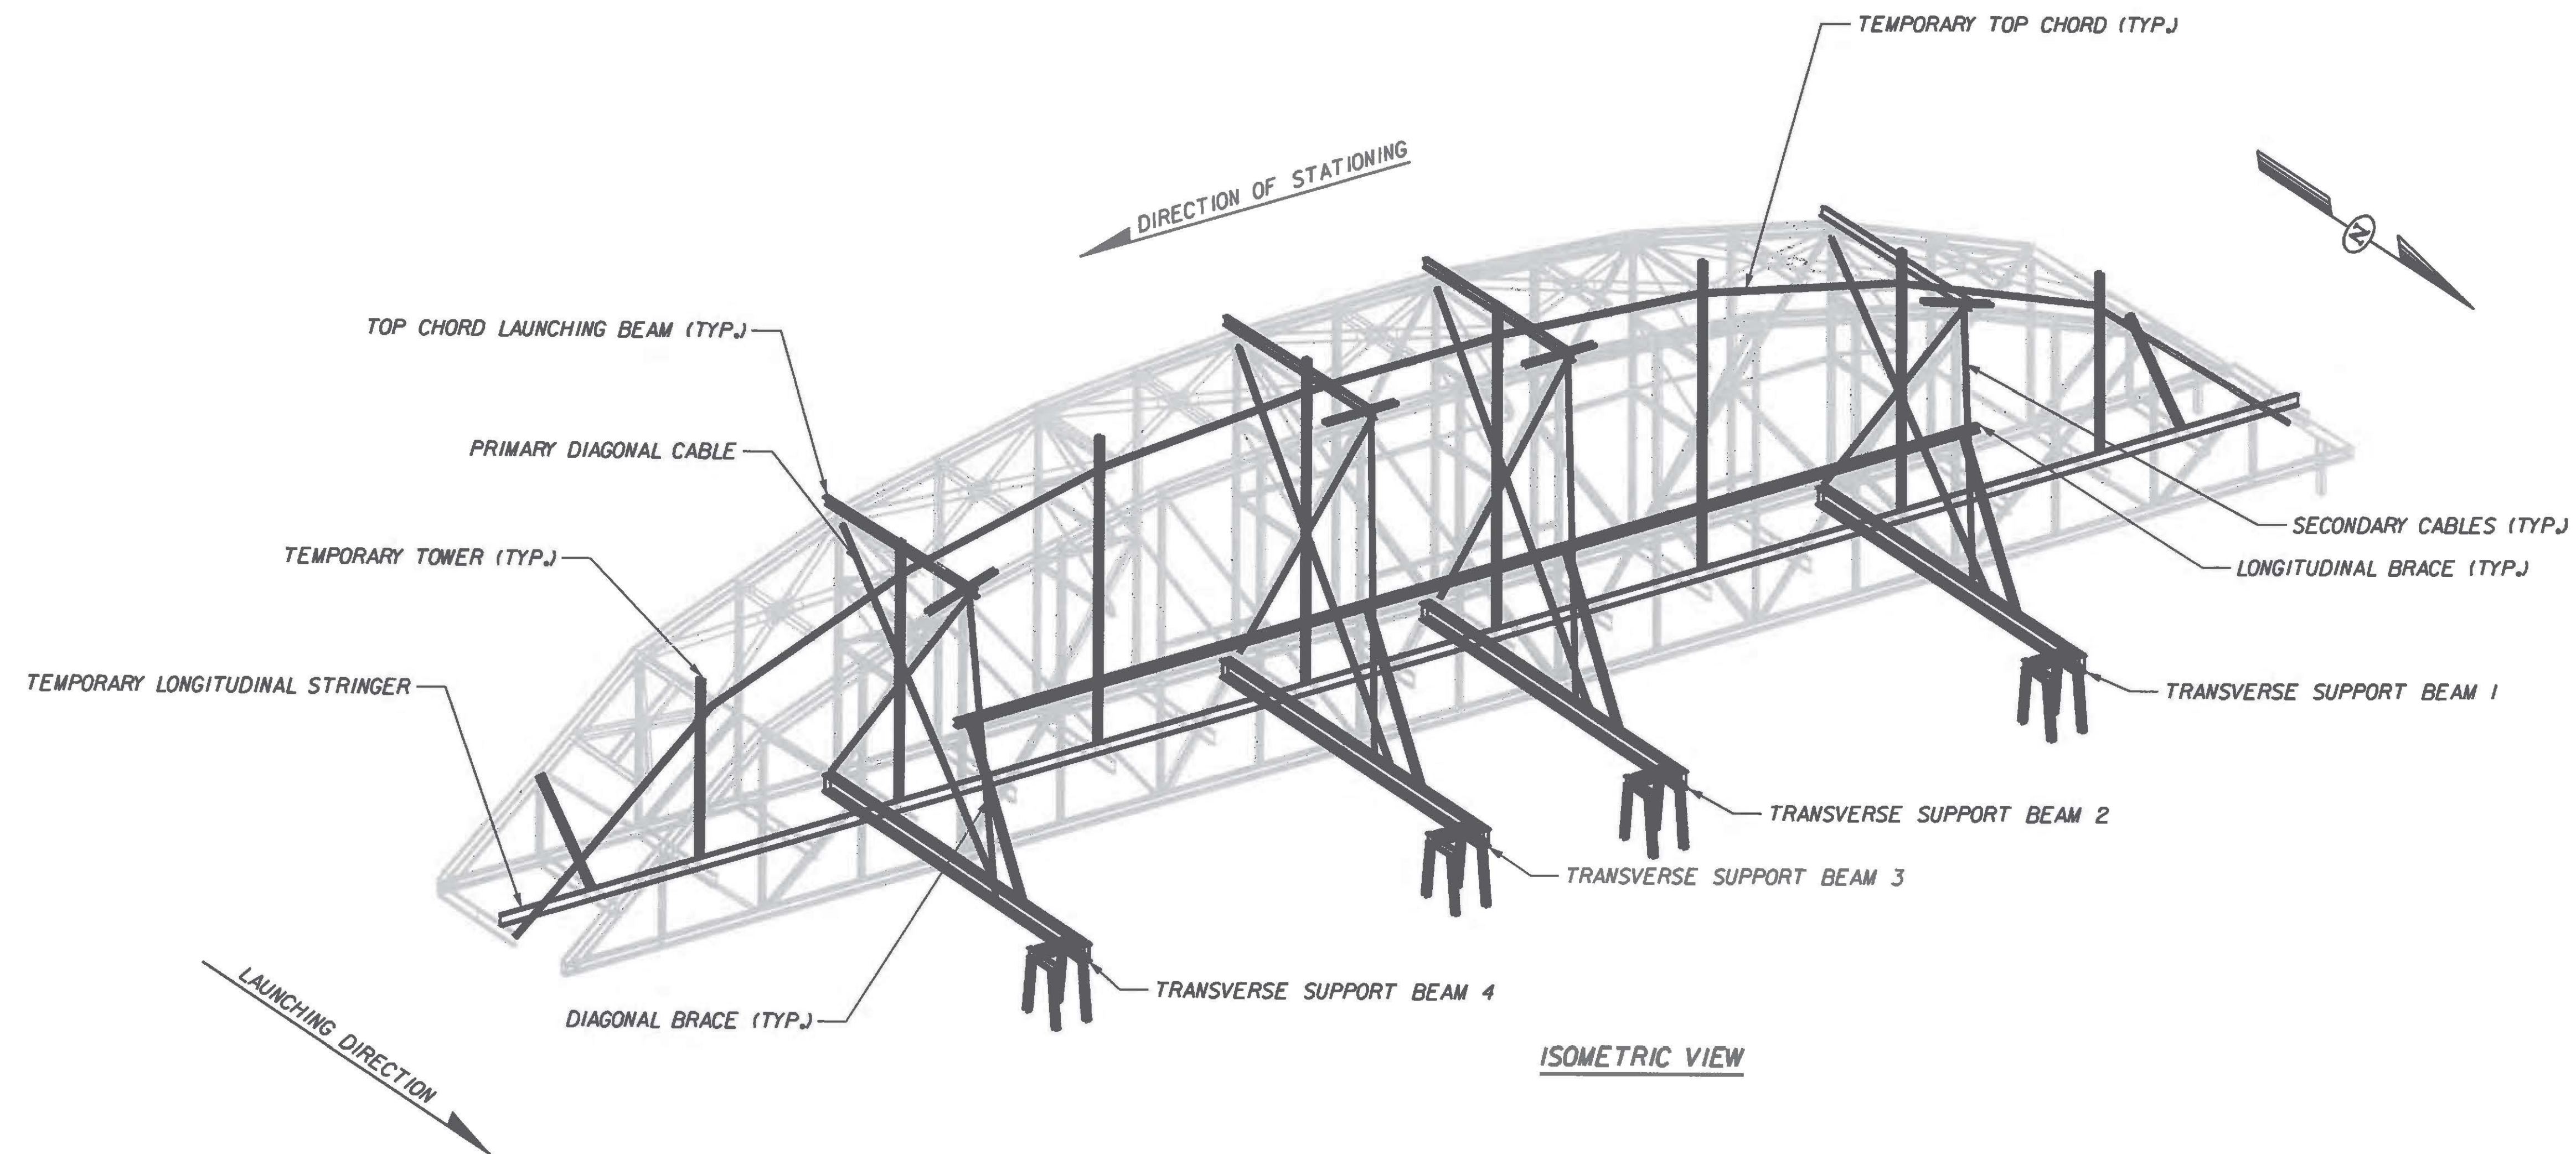 TEMPORARY TOP CHORD (TYP.)
DIRECTION OF STATIONING
N
TOP CHORD LAUNCHING BEAM (TYP.)
PRIMARY DIAGONAL CABLE
TEMPORARY TOWER (TYP.)
SECONDARY CABLES (TYP.)
LONGITUDINAL BRACE (TYP.)
TEMPORARY LONGITUDINAL STRINGER
TRANSVERSE SUPPORT BEAM 1
TRANSVERSE SUPPORT BEAM 2
TRANSVERSE SUPPORT BEAM 3
TRANSVERSE SUPPORT BEAM 4
DIAGONAL BRACE (TYP.)
LAUNCHING DIRECTION
ISOMETRIC VIEW